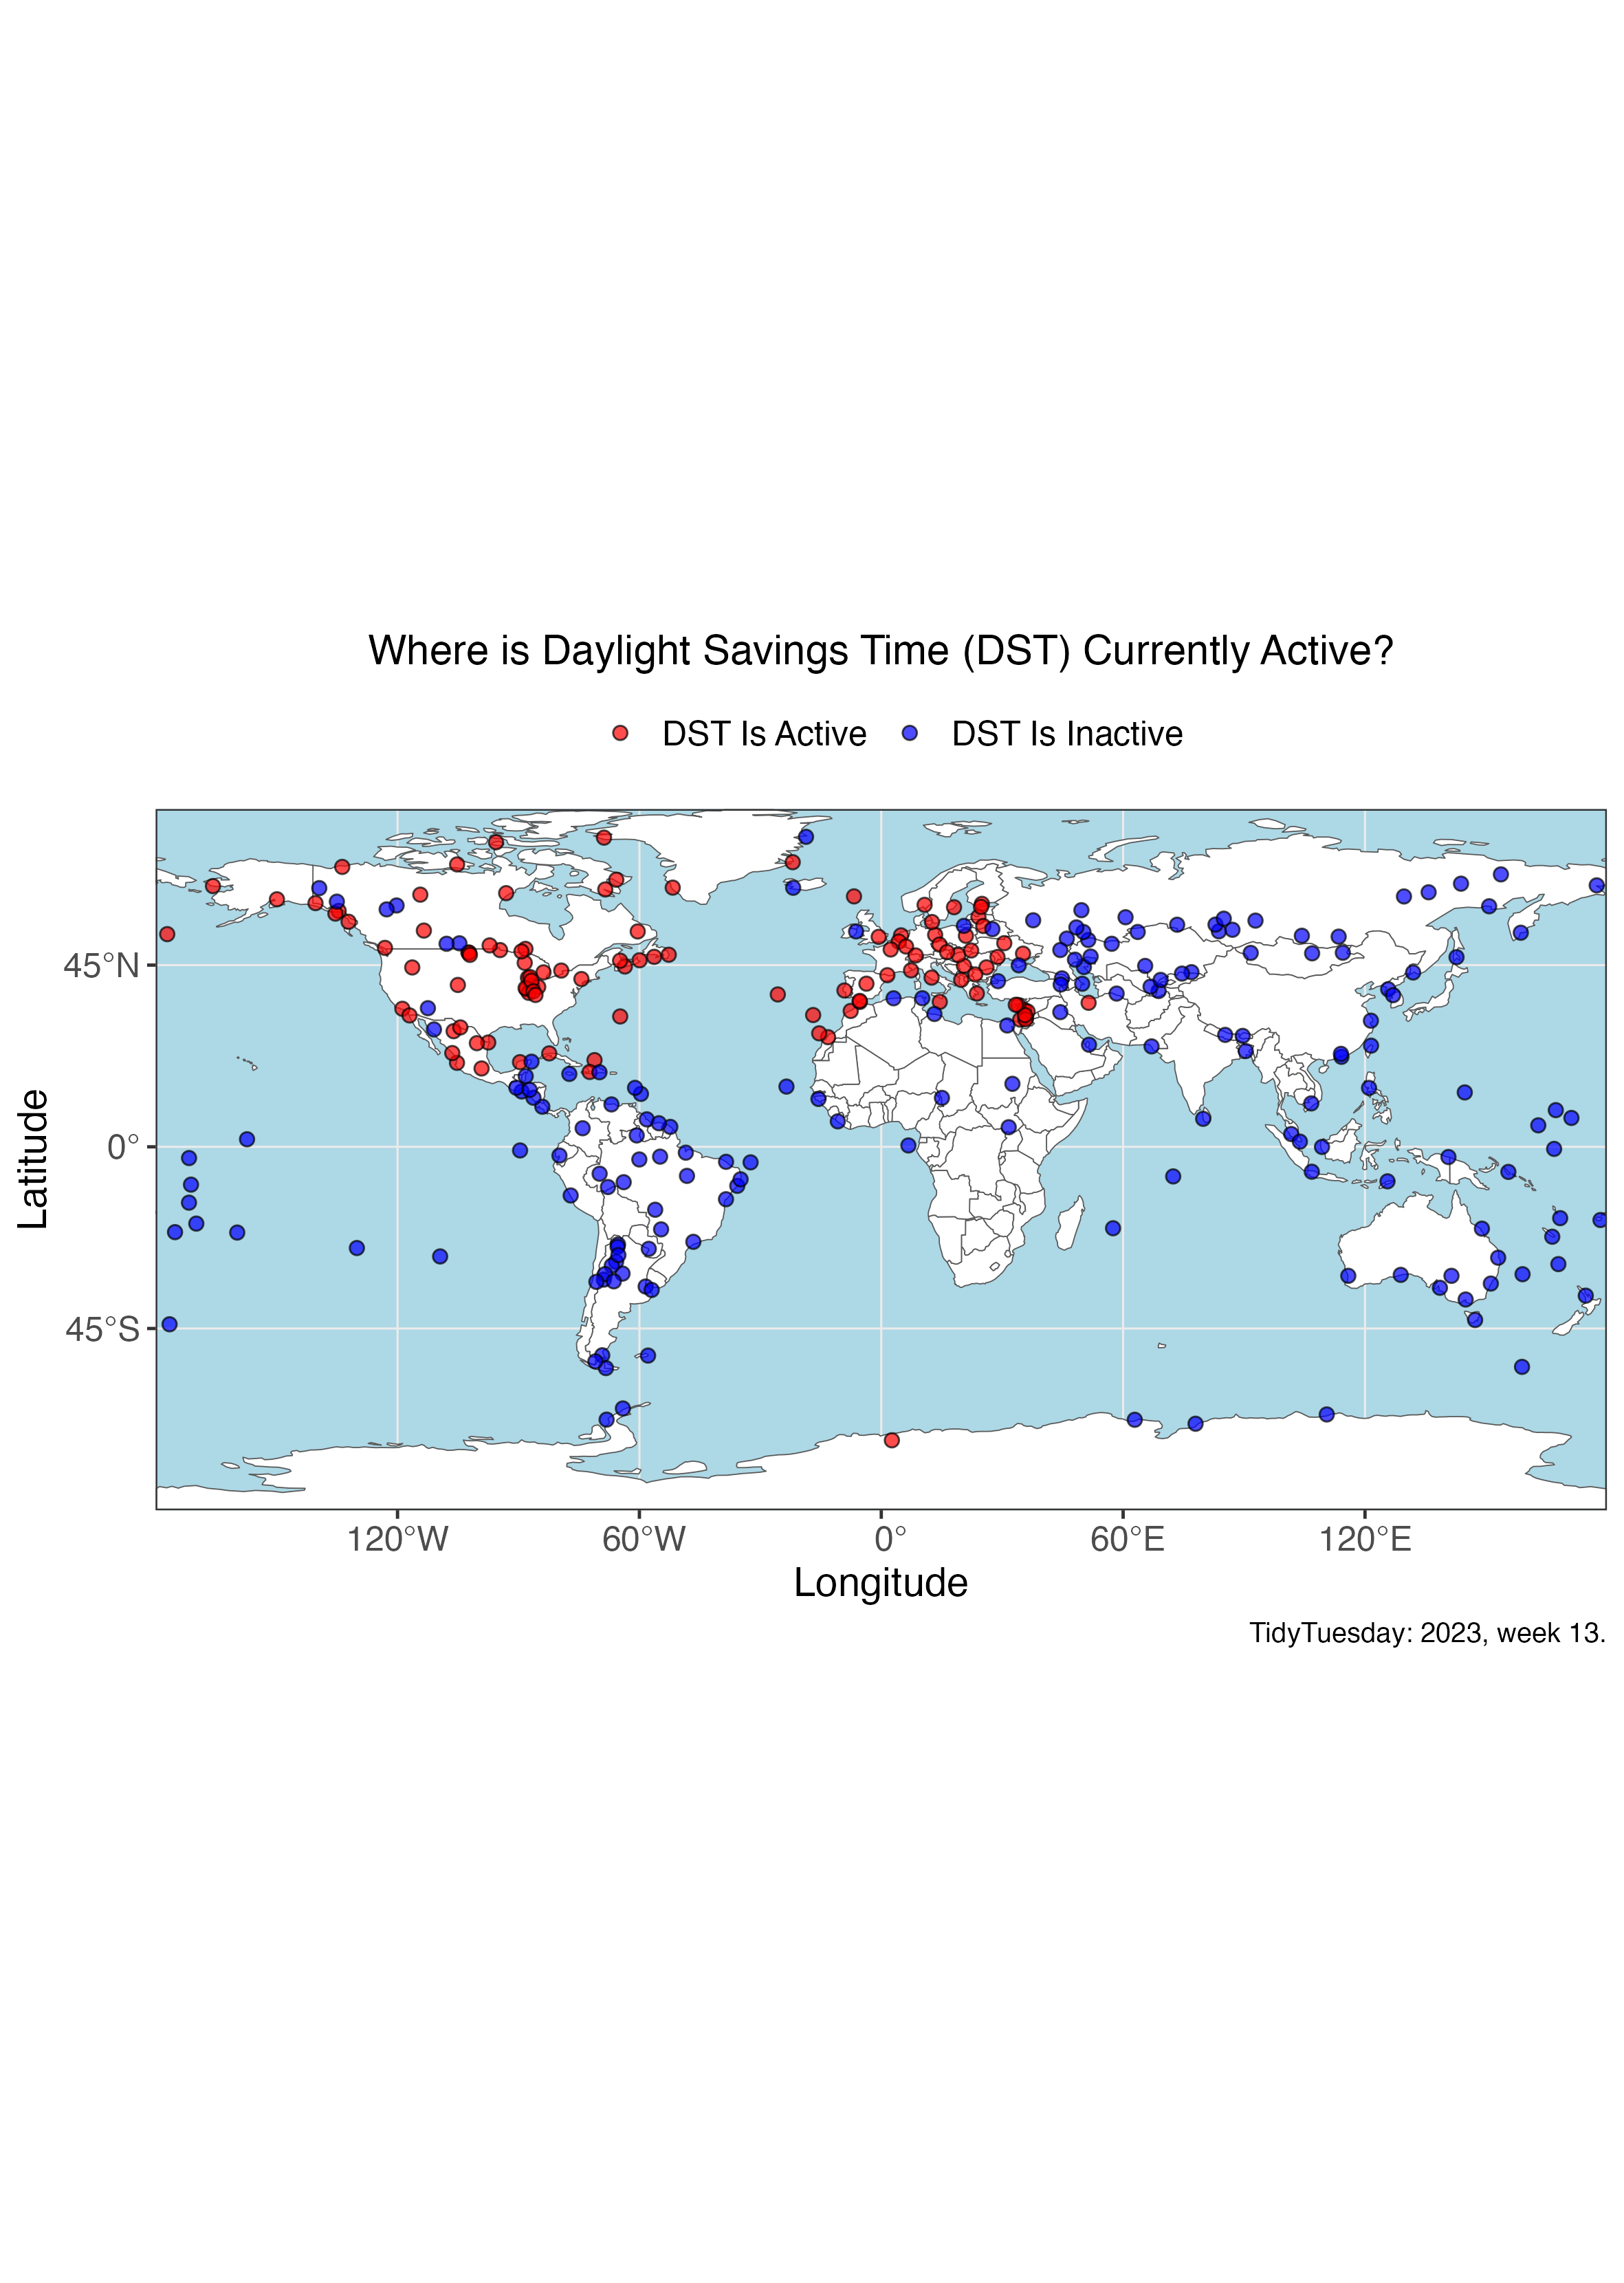 Where is Daylight Savings Time (DST) Currently Active?
DST Is Active DST Is Inactive
45°N
0°
45°S
Latitude
120°W 60°W 0° 60°E 120°E
Longitude
TidyTuesday: 2023, week 13.